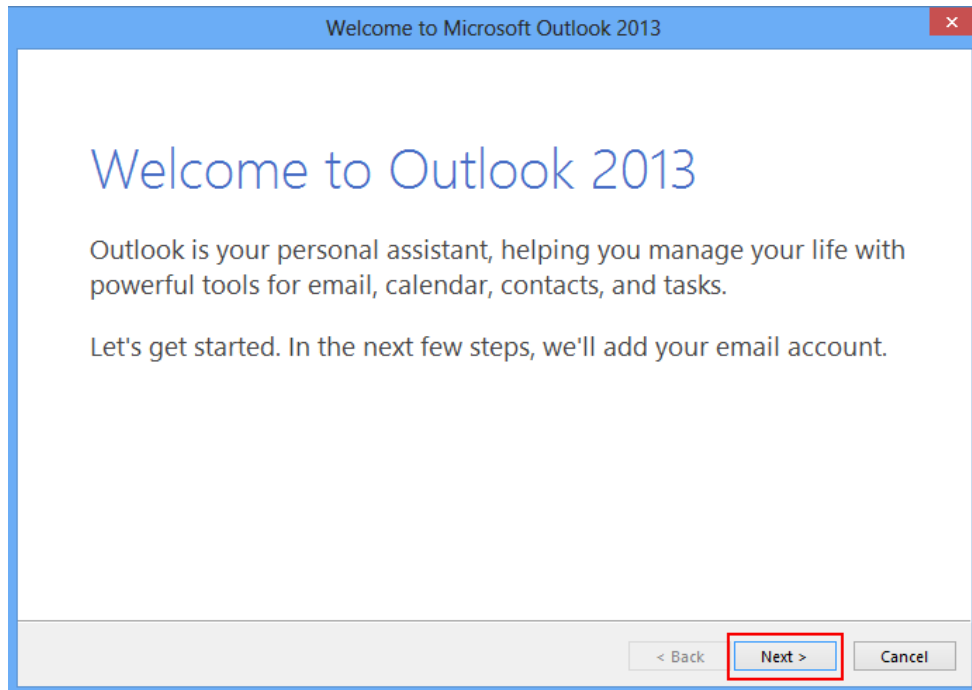 Welcome to Microsoft Outlook 2013
Welcome to Outlook 2013
Outlook is your personal assistant, helping you manage your life with
powerful tools for email, calendar, contacts, and tasks.
Let's get started. In the next few steps, we'll add your email account.
< Back Next > Cancel